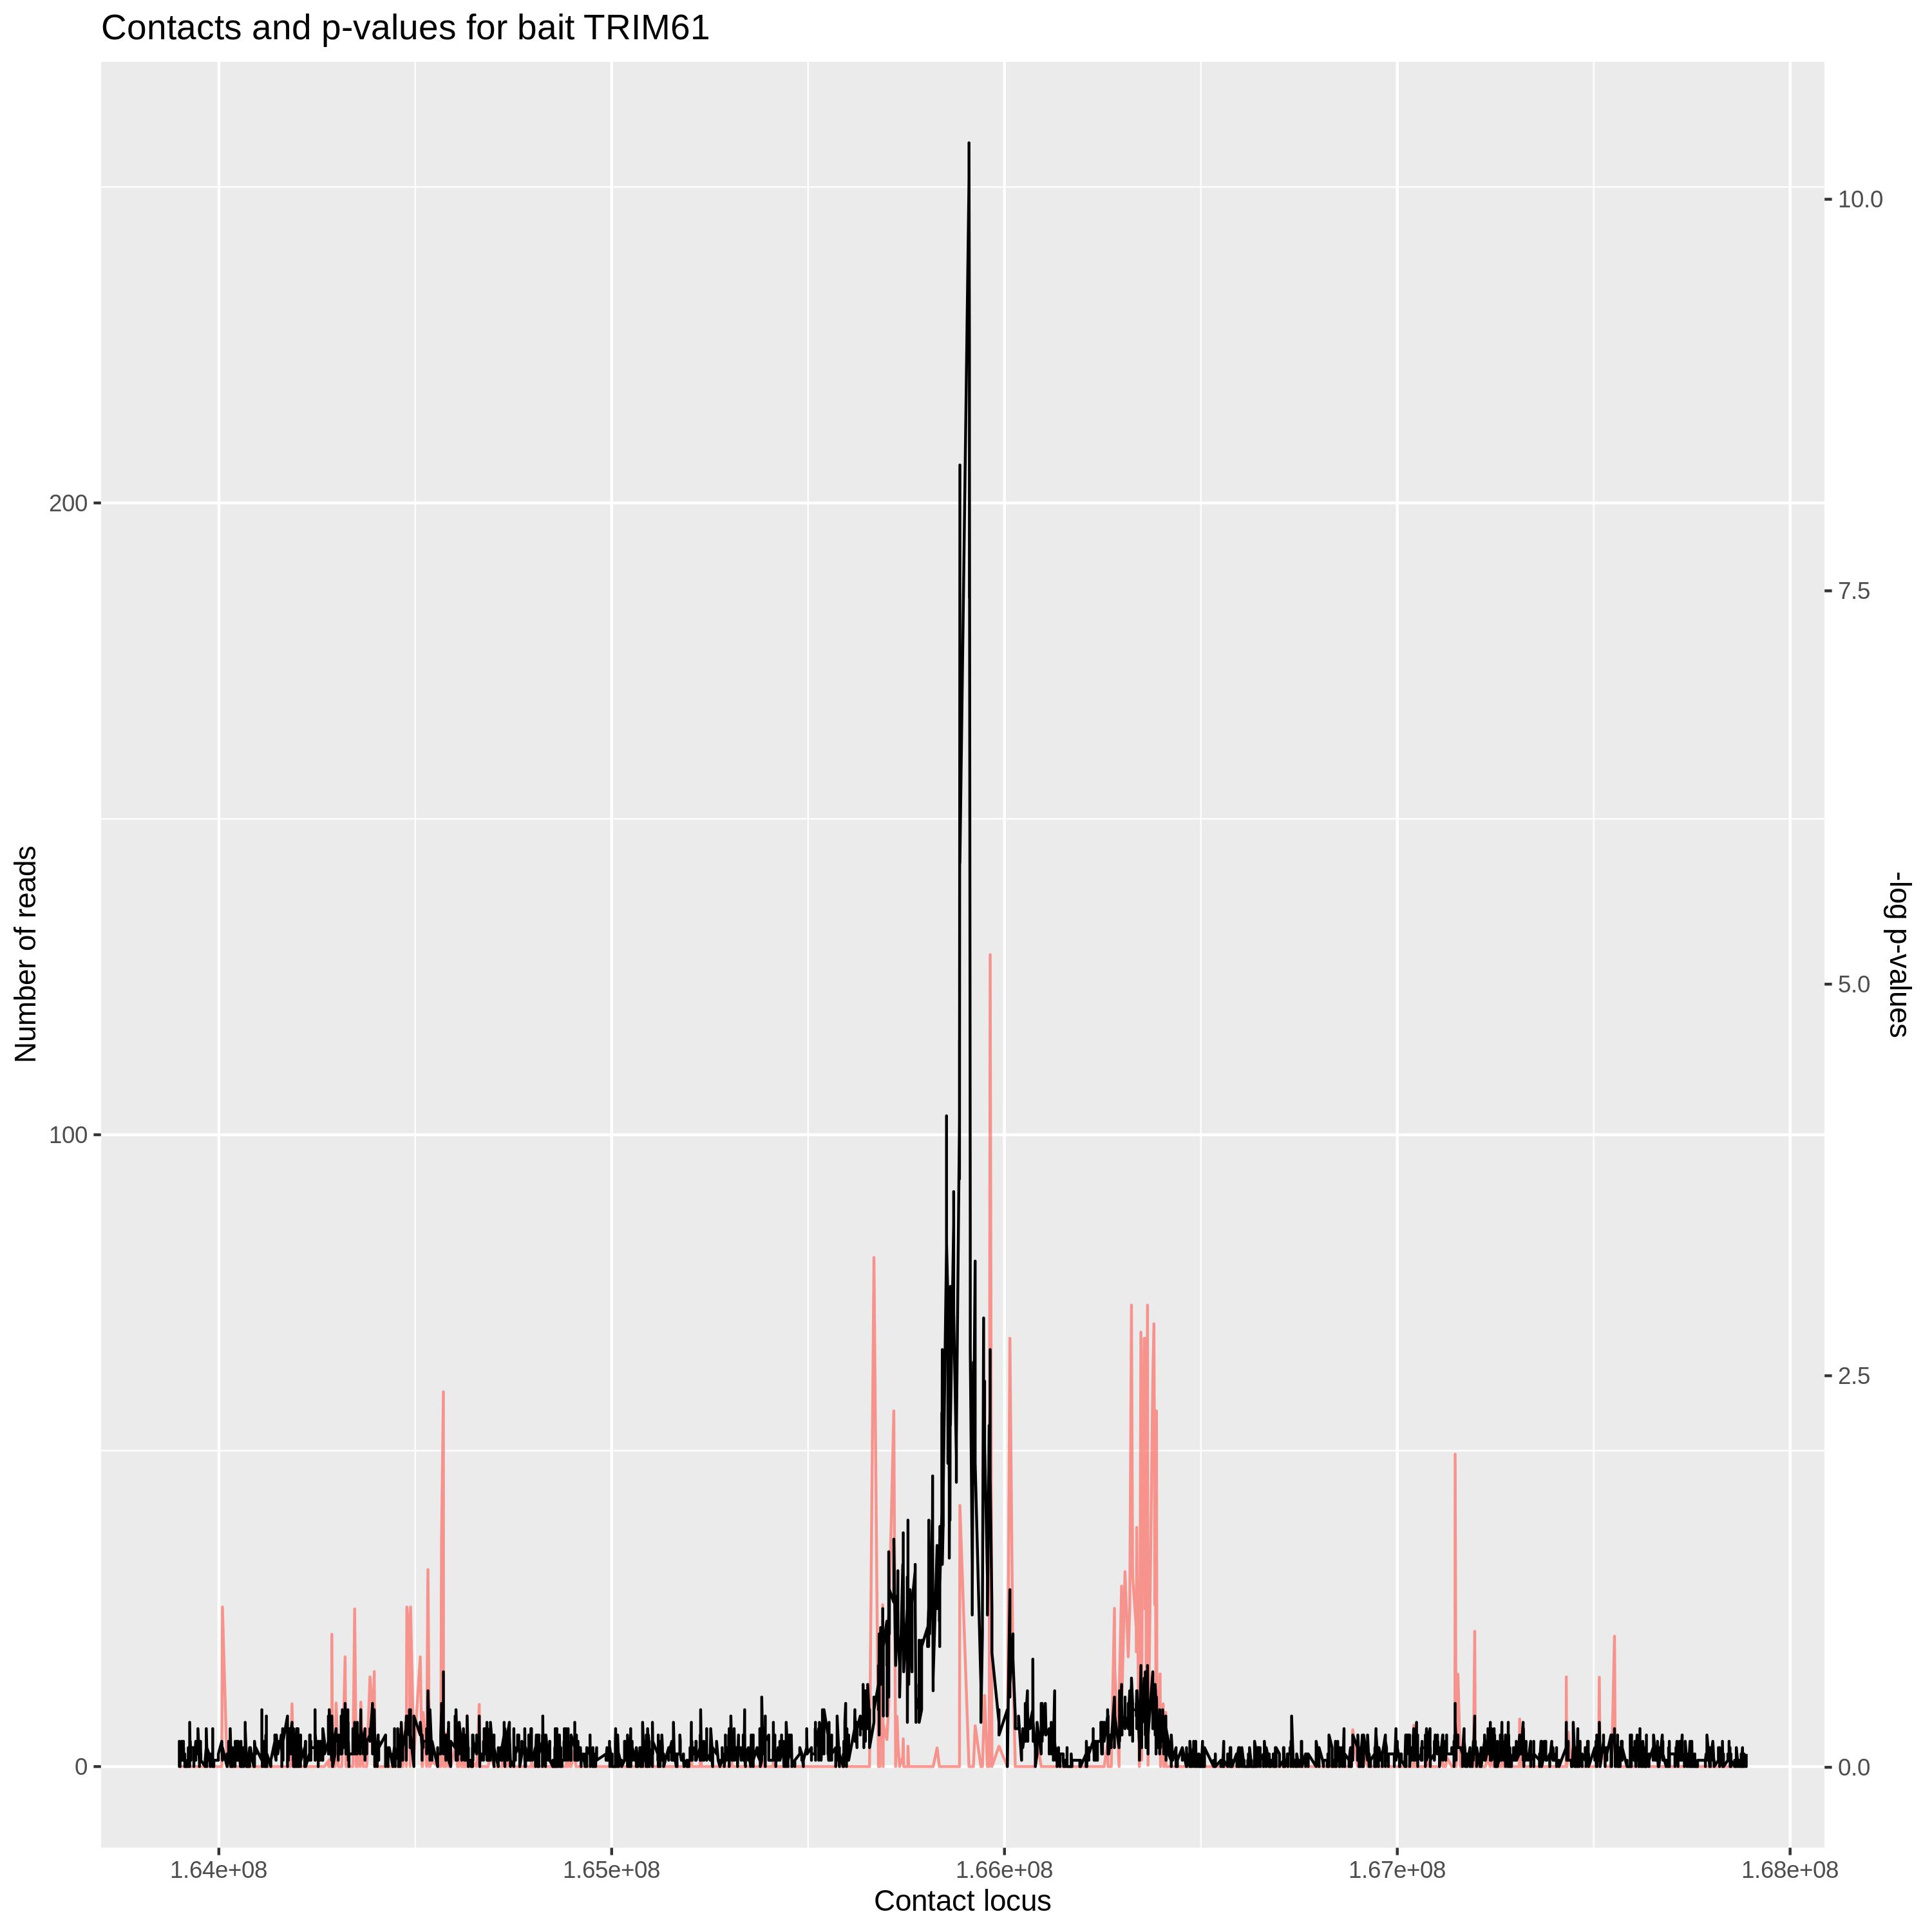 Contacts and p-values for bait TRIM61
Number of reads
200
100
0
10.0
7.5
5.0
2.5
0.0
-log p-values
1.64e+08 1.65e+08 1.66e+08 1.67e+08 1.68e+08
Contact locus